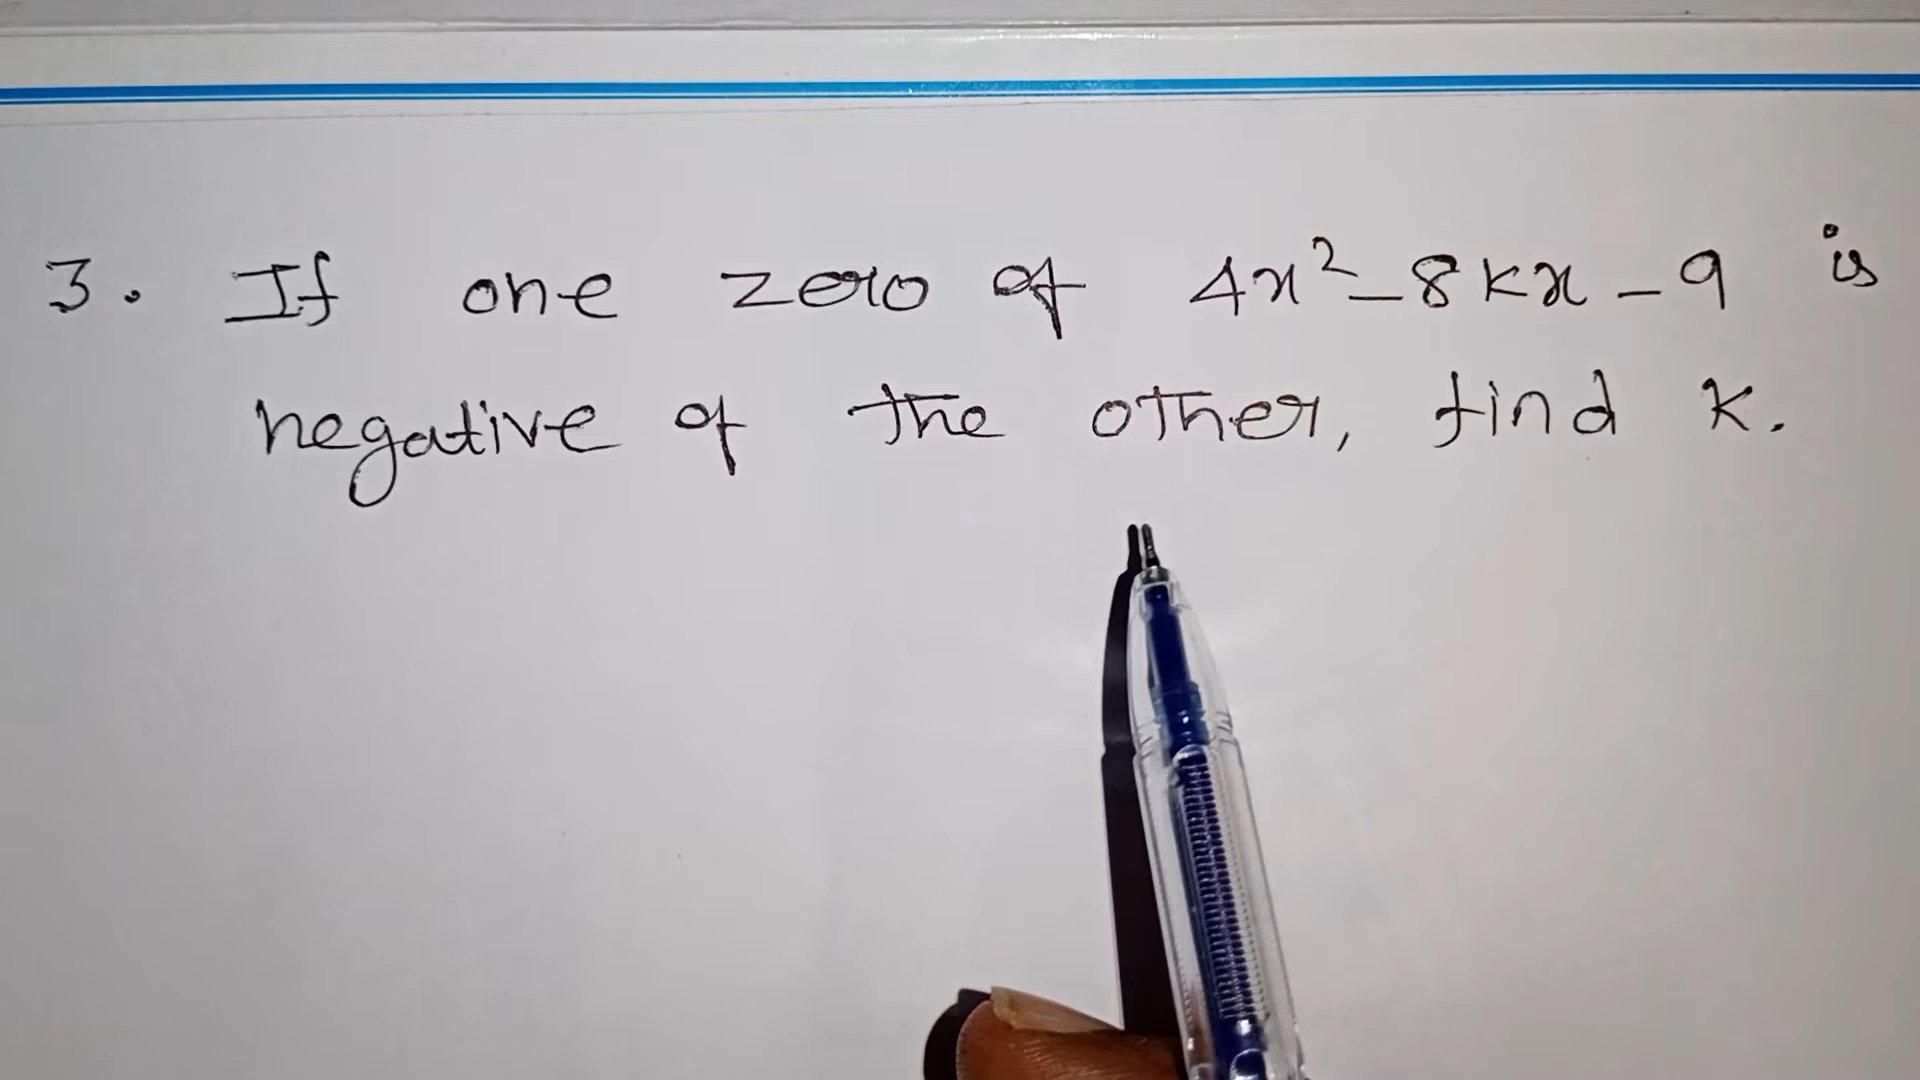 3. If one zero of 4x² - 8kx - 9 is
negative of the other, find k.